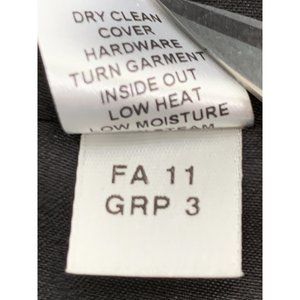 DRY CLEAN
COVER
HARDWARE
TURN GARMENT
INSIDE OUT
LOW HEAT
LOW MOISTURE
FA 11
GRP 3